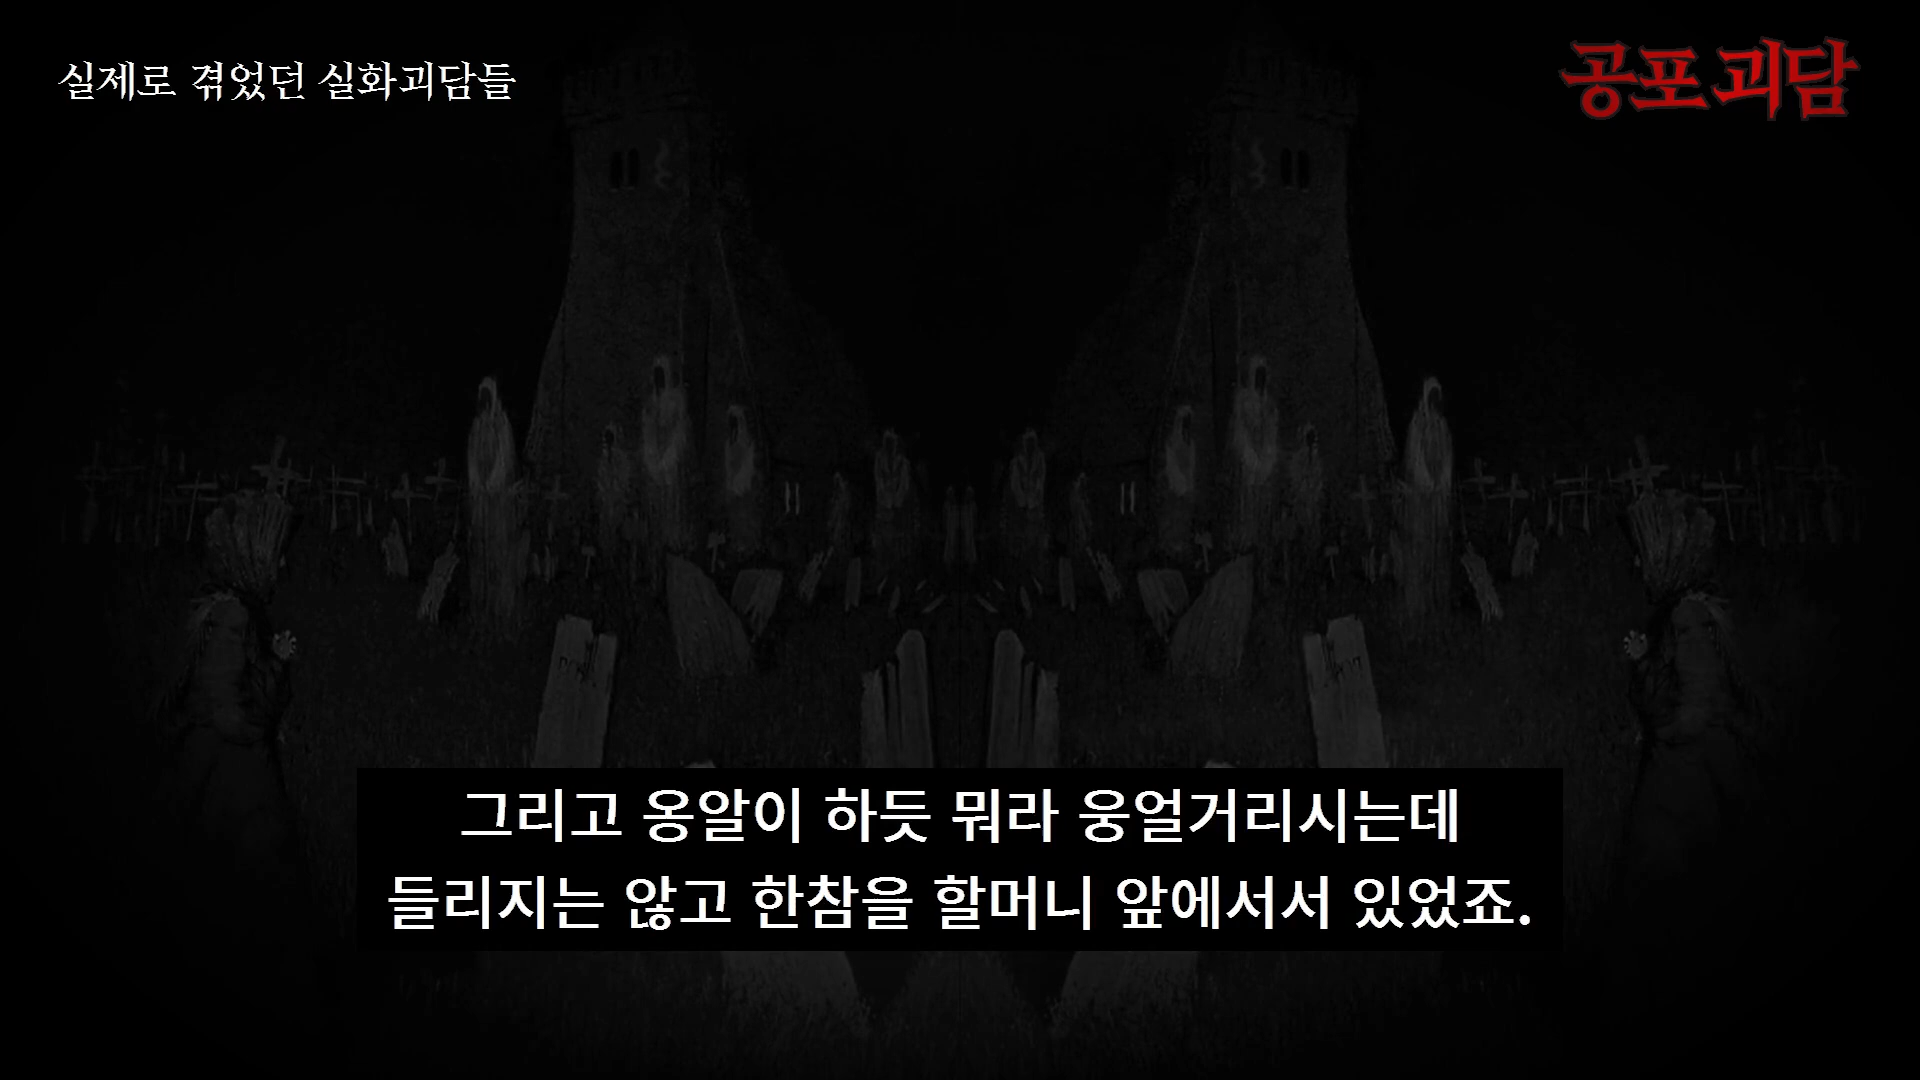 실제로 겪었던 실화괴담들
공포괴담
그리고 옹알이 하듯 뭐라 웅얼거리시는데
들리지는 않고 한참을 할머니 앞에서서 있었죠.